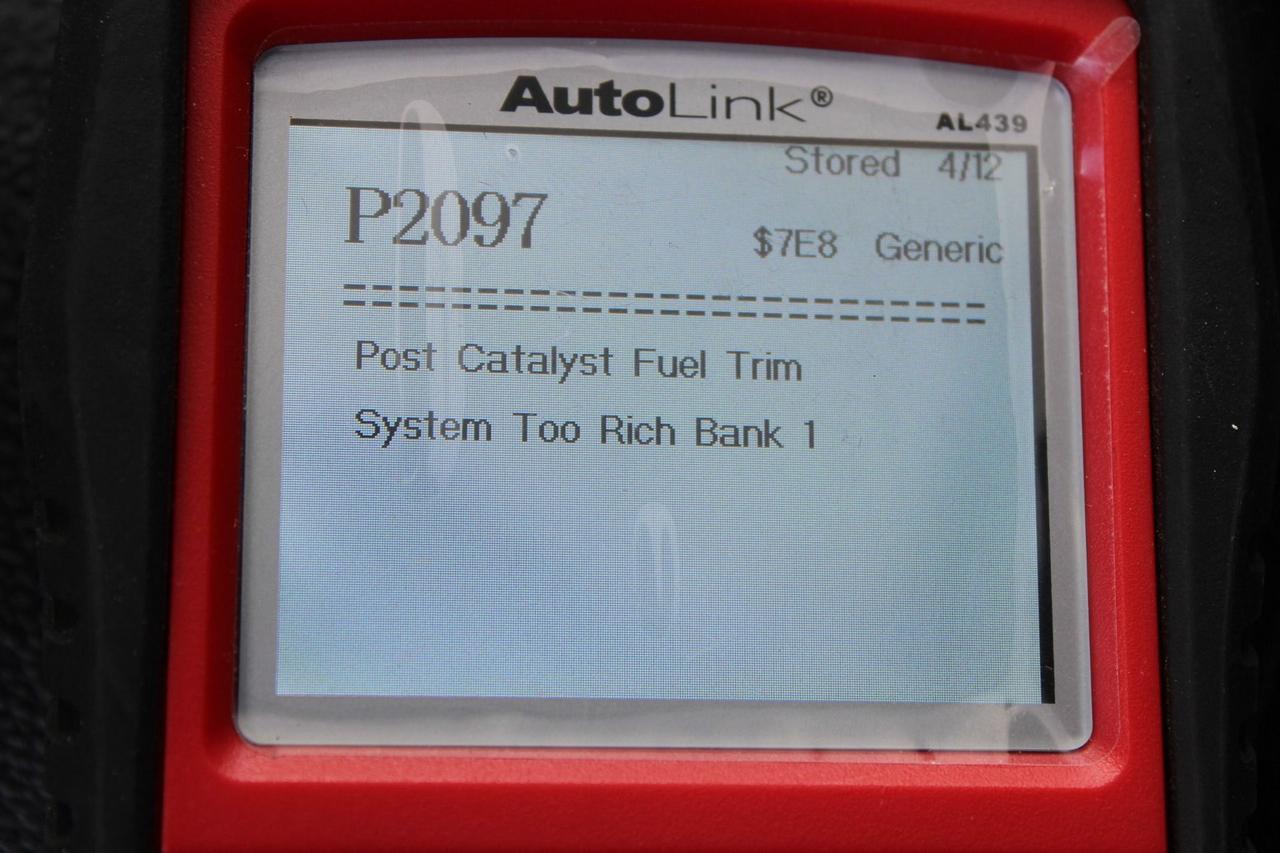 AutoLink®
AL439
Stored 4/12
P2097
$7E8 Generic
==========================
Post Catalyst Fuel Trim
System Too Rich Bank 1